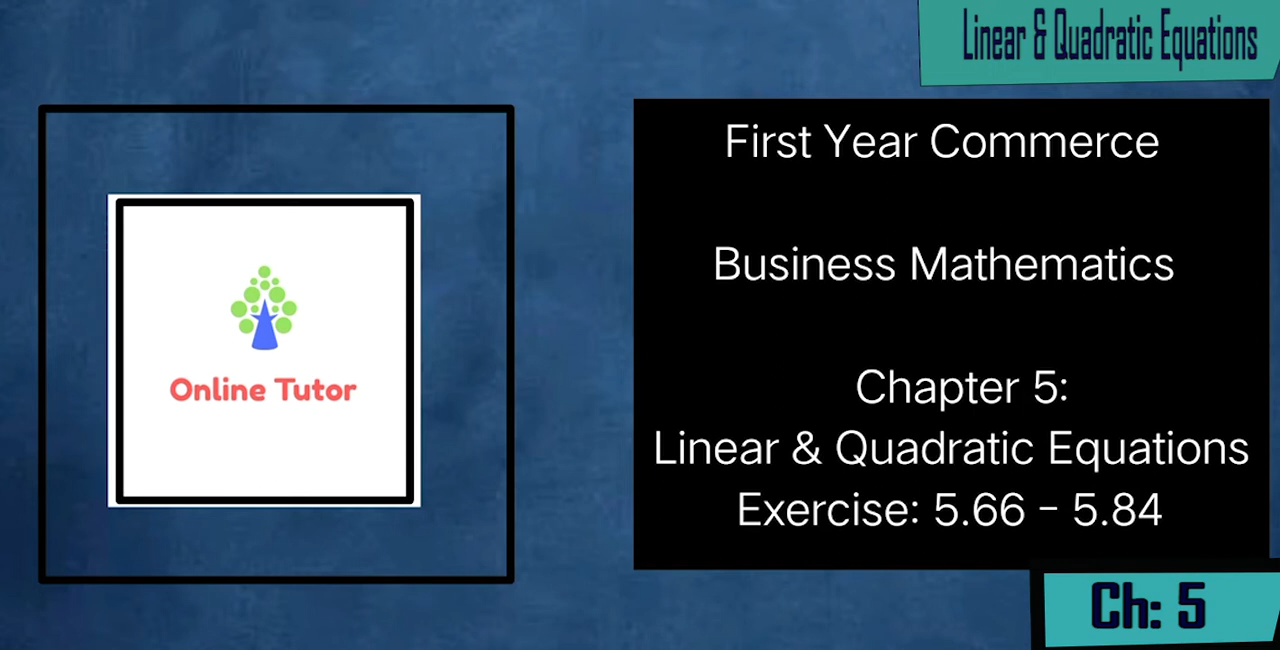 Linear & Quadratic Equations
First Year Commerce
Business Mathematics
Chapter 5:
Linear & Quadratic Equations
Exercise: 5.66 - 5.84
Online Tutor
Ch: 5